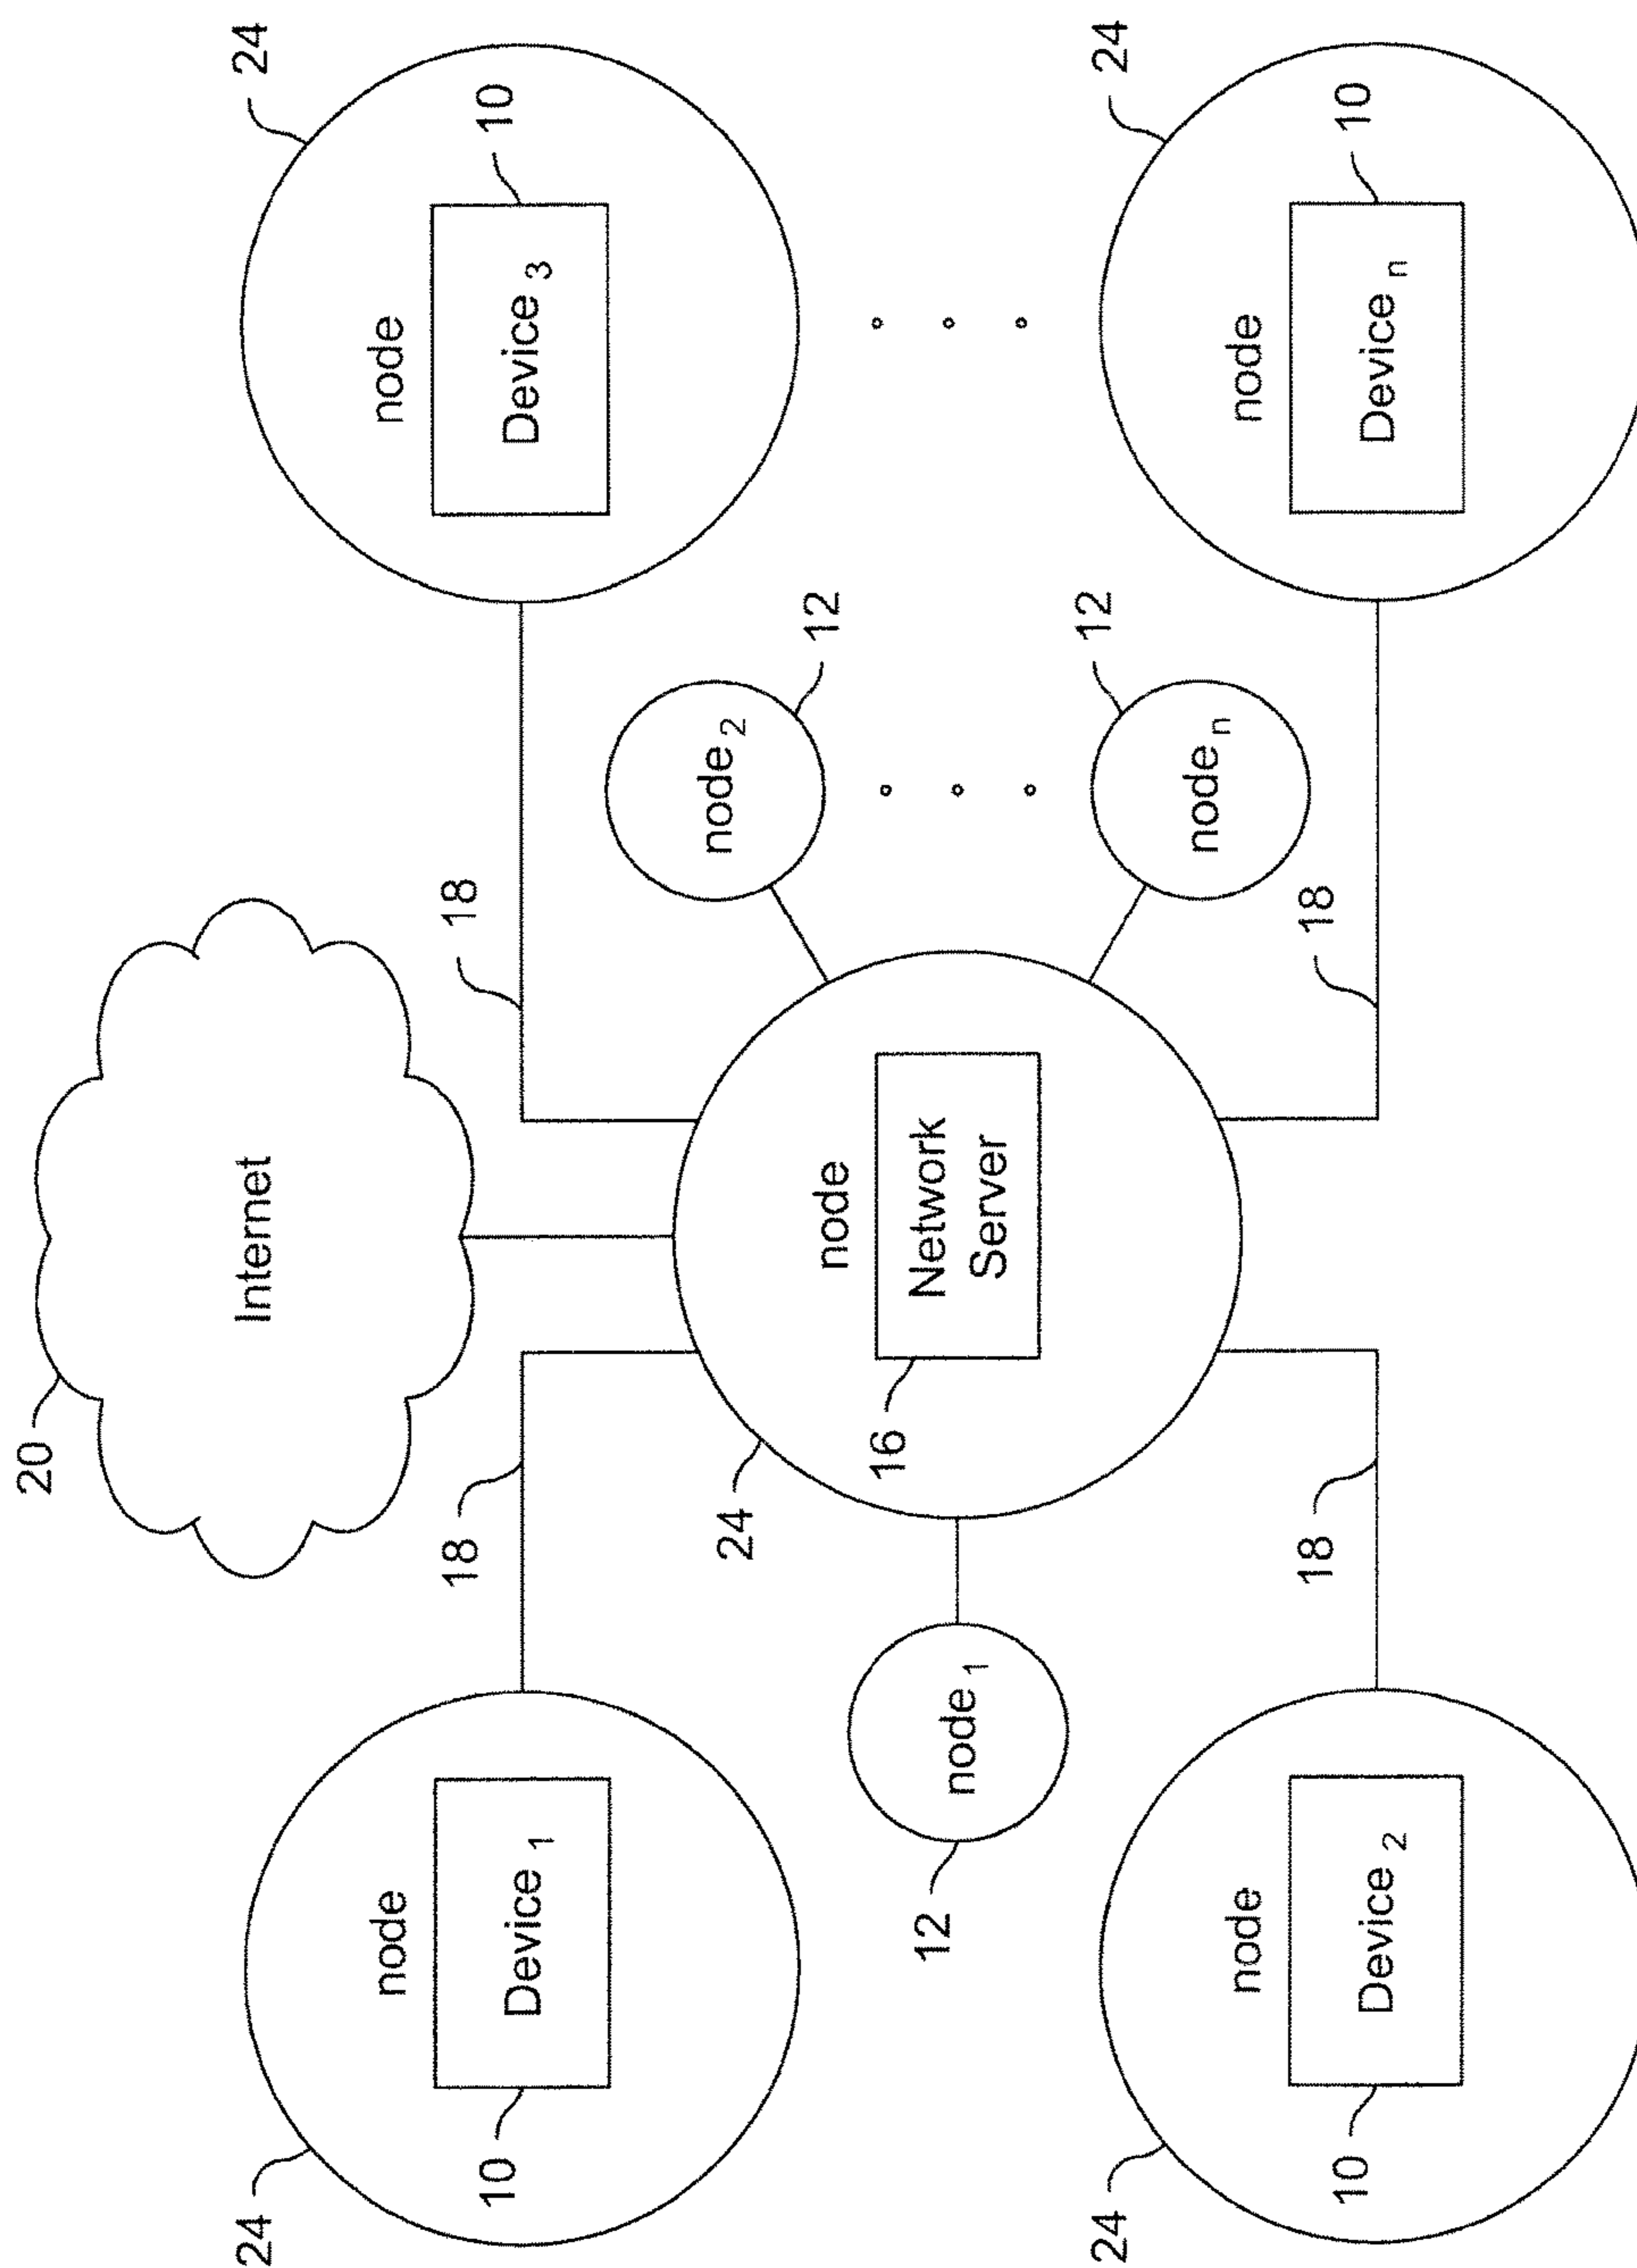 20
24
Internet
24
node
node
18
18
10
Device 1
Device 3
10
24
node 2
12
node
16
Network
Server
node 1
12
12
24
24
node n
node
node
18
18
10
Device 2
Device n
10